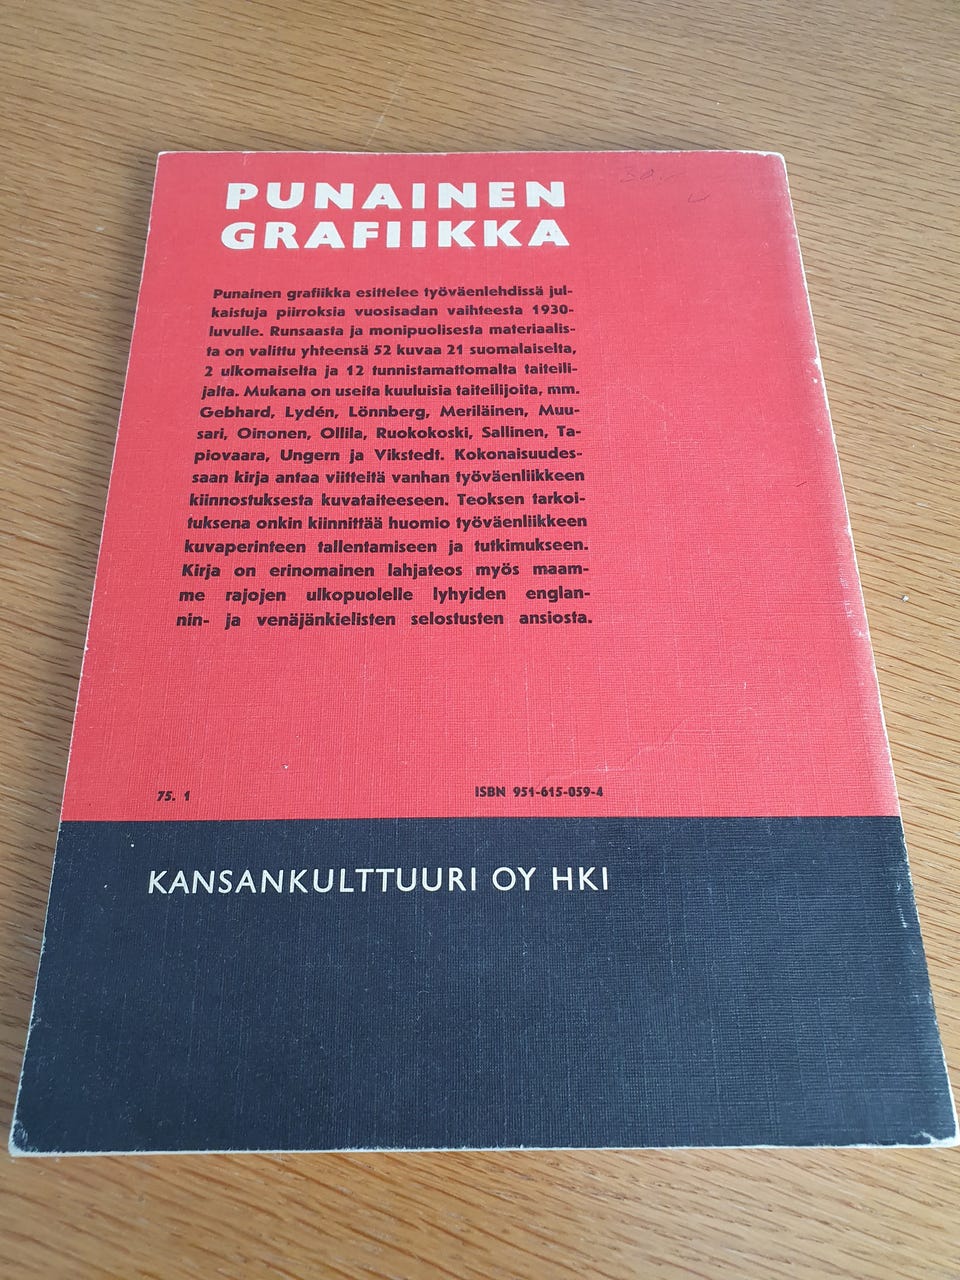 PUNAINEN
GRAFIIKKA
Punainen grafiikka esittelee työväenlehdissä jul-
kaistuja piirroksia vuosisadan vaihteesta 1930-
luvulle. Runsaasta ja monipuolisesta materiaalis-
ta on valittu yhteensä 52 kuvaa 21 suomalaiselta,
2 ulkomaiselta ja 12 tunnistamattomalta taiteili-
jalta. Mukana on useita kuuluisia taiteilijoita, mm.
Gebhard, Lydén, Lönnberg, Meriläinen, Muu-
sari, Oinonen, Ollila, Ruokokoski, Sallinen, Ta-
piovaara, Ungern ja Vikstedt. Kokonaisuudes-
saan kirja antaa viitteitä vanhan työväenliikkeen
kiinnostuksesta kuvataiteeseen. Teoksen tarkoi-
tuksena onkin kiinnittää huomio työväenliikkeen
kuvaperinteen tallentamiseen ja tutkimukseen.
Kirja on erinomainen lahjateos myös maam-
me rajojen ulkopuolelle lyhyiden englan-
nin- ja venäjänkielisten selostusten ansiosta.
75. 1 ISBN 951-615-059-4
KANSANKULTTUURI OY HKI